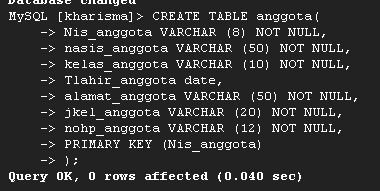 Database changed
MySQL [kharisma]> CREATE TABLE anggota(
    -> Nis_anggota VARCHAR (8) NOT NULL,
    -> nasis_anggota VARCHAR (50) NOT NULL,
    -> kelas_anggota VARCHAR (10) NOT NULL,
    -> Tlahir_anggota date,
    -> alamat_anggota VARCHAR (50) NOT NULL,
    -> jkel_anggota VARCHAR (20) NOT NULL,
    -> nohp_anggota VARCHAR (12) NOT NULL,
    -> PRIMARY KEY (Nis_anggota)
    -> );
Query OK, 0 rows affected (0.040 sec)